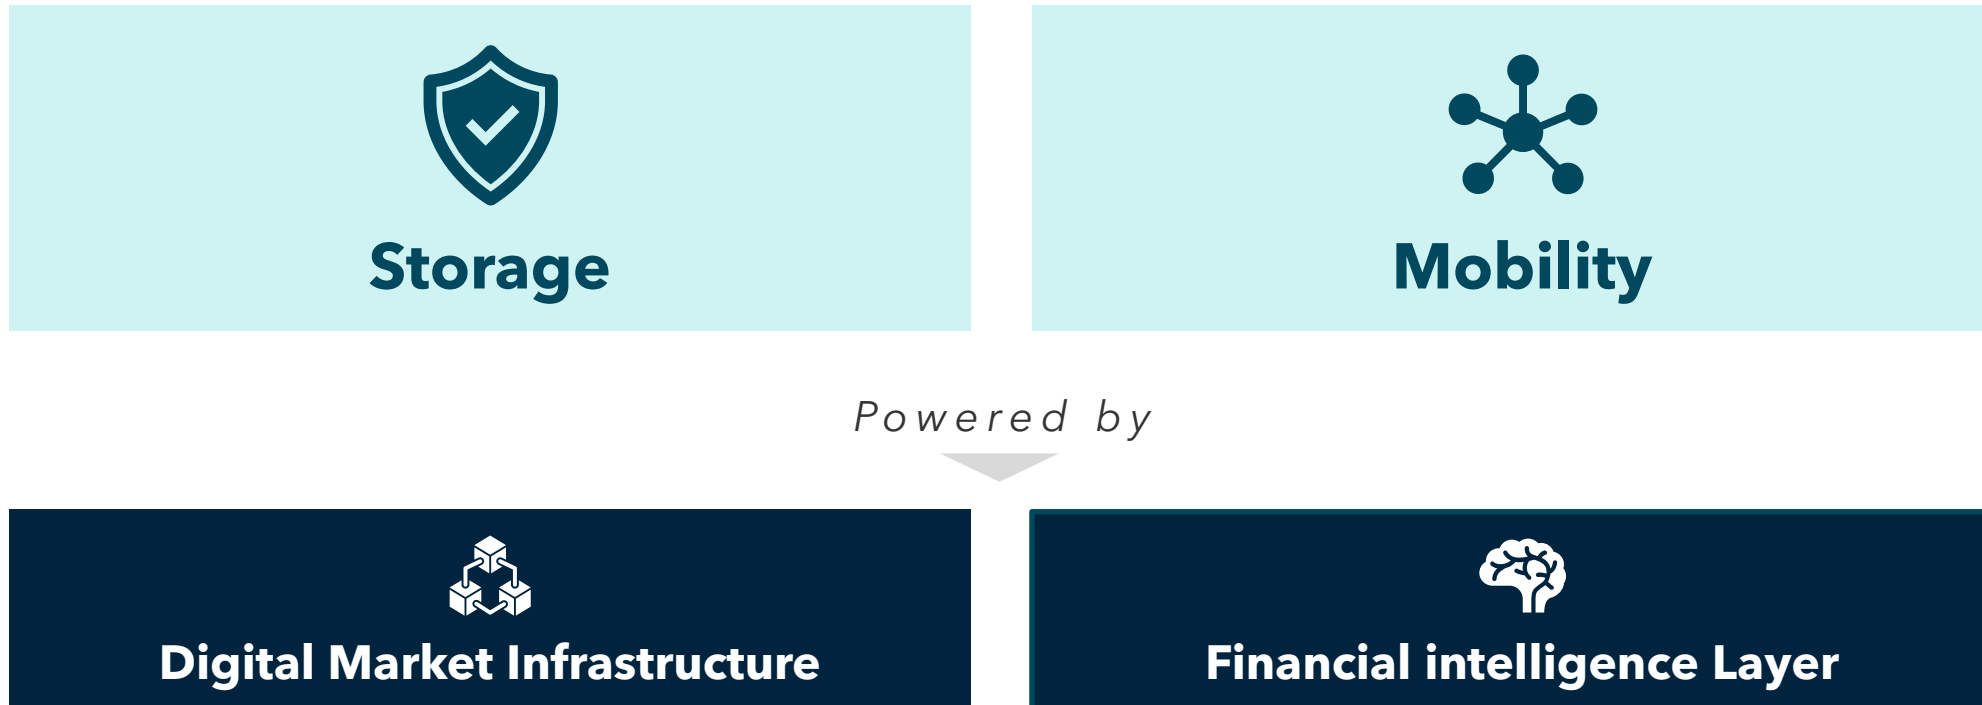 Storage
Mobility
Powered by
Digital Market Infrastructure
Financial intelligence Layer